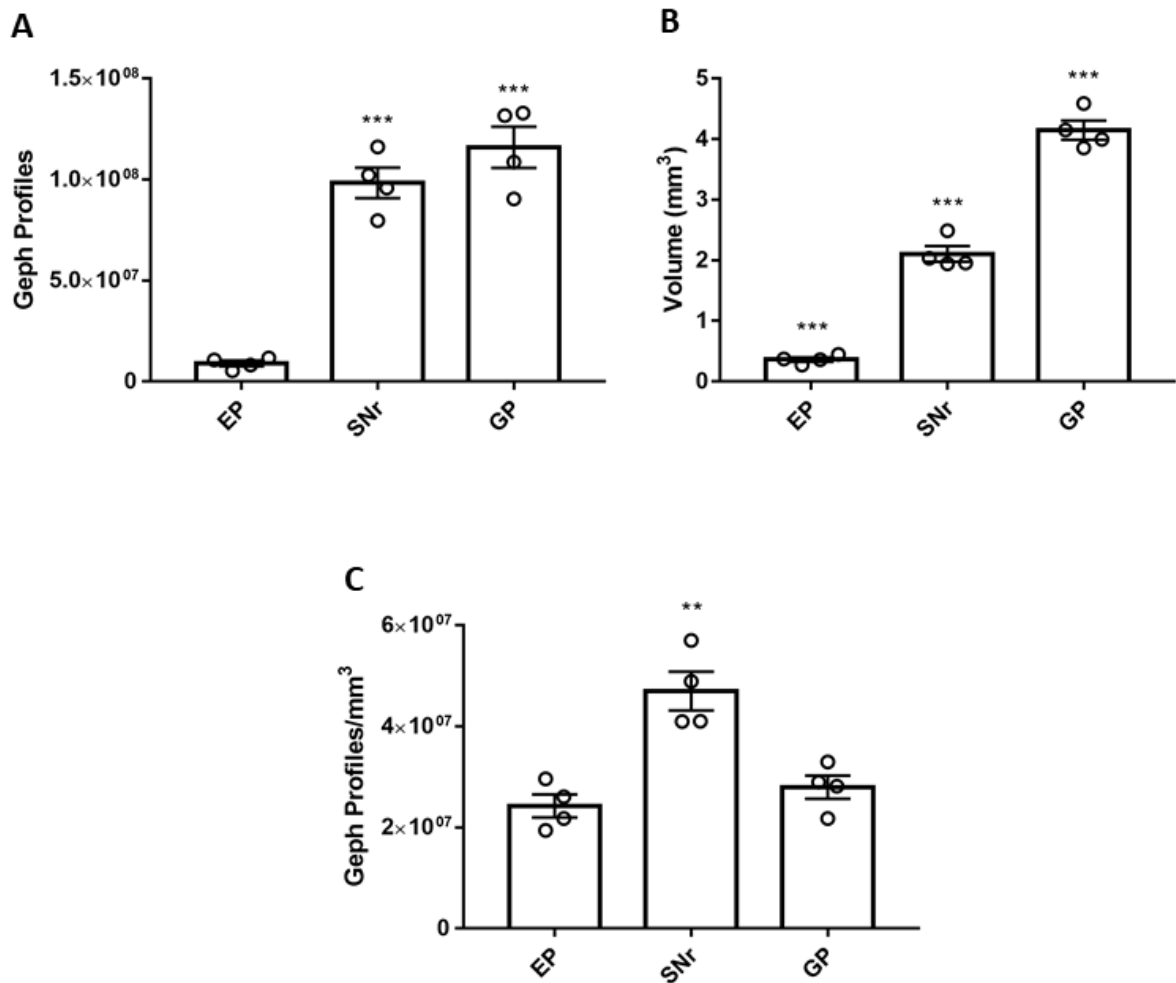 A
Geph Profiles
1.5×10⁰⁸
1.0×10⁰⁸
5.0×10⁰⁷
0
***
***
EP
SNr
GP
B
Volume (mm³)
5
4
3
2
1
0
***
***
***
EP
SNr
GP
C
Geph Profiles/mm³
6×10⁰⁷
4×10⁰⁷
2×10⁰⁷
0
**
EP
SNr
GP